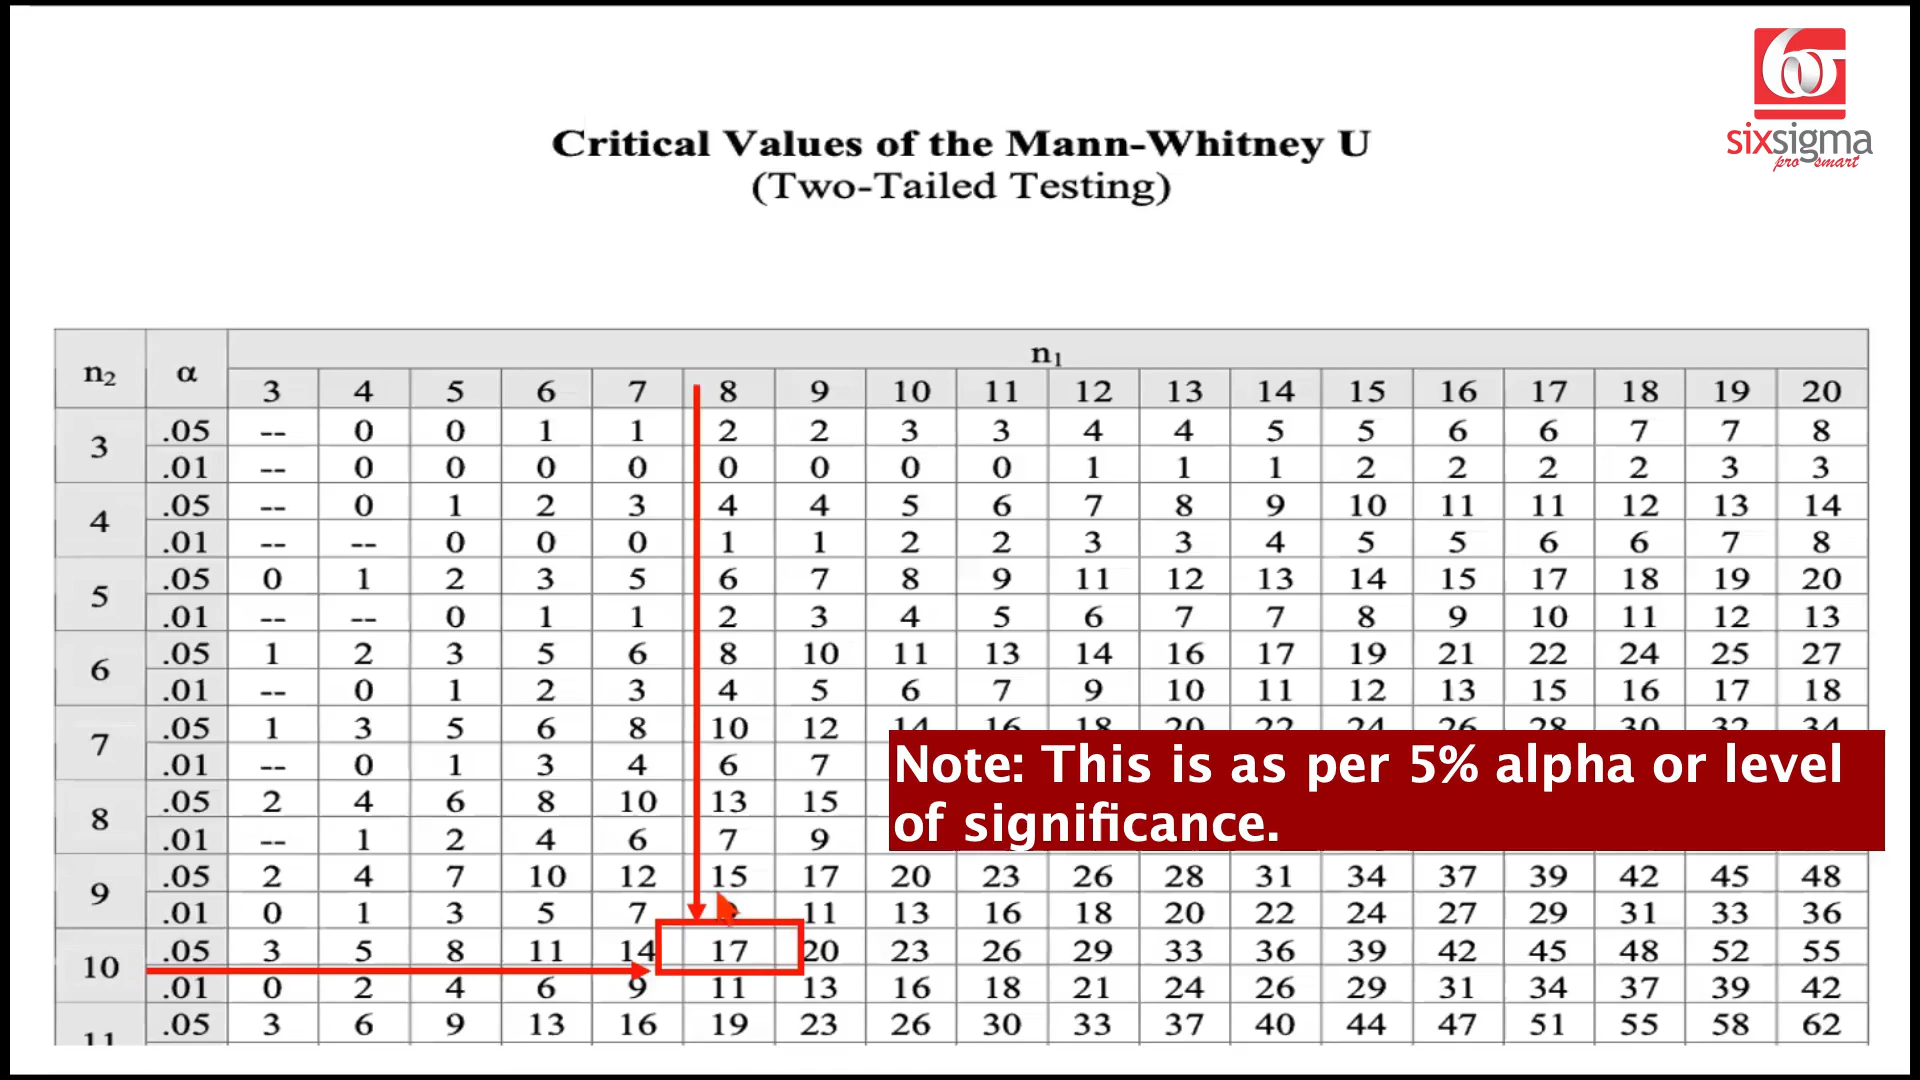 sixsigma
pro smart
Critical Values of the Mann-Whitney U
(Two-Tailed Testing)
n₂ α n₁
3 4 5 6 7 8 9 10 11 12 13 14 15 16 17 18 19 20
3 .05 -- 0 0 1 1 2 2 3 3 4 4 5 5 6 6 7 7 8
.01 -- 0 0 0 0 0 0 0 0 1 1 1 2 2 2 2 3 3
4 .05 -- 0 1 2 3 4 4 5 6 7 8 9 10 11 11 12 13 14
.01 -- -- 0 0 0 1 1 2 2 3 3 4 5 5 6 6 7 8
5 .05 0 1 2 3 5 6 7 8 9 11 12 13 14 15 17 18 19 20
.01 -- -- 0 1 1 2 3 4 5 6 7 7 8 9 10 11 12 13
6 .05 1 2 3 5 6 8 10 11 13 14 16 17 19 21 22 24 25 27
.01 -- 0 1 2 3 4 5 6 7 9 10 11 12 13 15 16 17 18
7 .05 1 3 5 6 8 10 12 14 16 18 20 22 24 26 28 30 32 34
.01 -- 0 1 3 4 6 7
8 .05 2 4 6 8 10 13 15
.01 -- 1 2 4 6 7 9
Note: This is as per 5% alpha or level
of significance.
9 .05 2 4 7 10 12 15 17 20 23 26 28 31 34 37 39 42 45 48
.01 0 1 3 5 7 11 13 16 18 20 22 24 27 29 31 33 36
10 .05 3 5 8 11 14 17 20 23 26 29 33 36 39 42 45 48 52 55
.01 0 2 4 6 9 11 13 16 18 21 24 26 29 31 34 37 39 42
11 .05 3 6 9 13 16 19 23 26 30 33 37 40 44 47 51 55 58 62